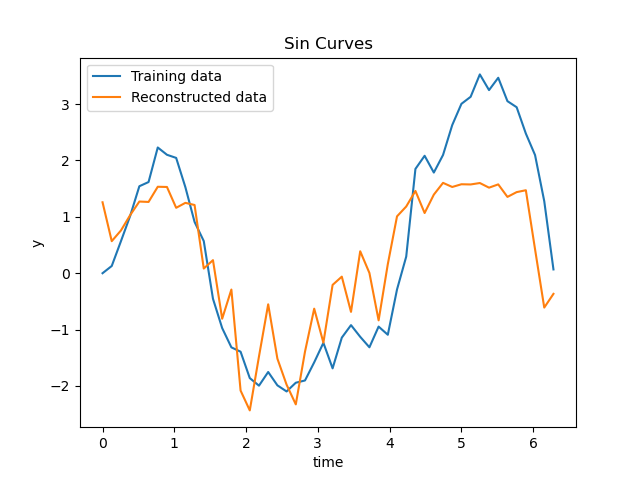 Sin Curves
Training data
Reconstructed data
3
2
1
0
−1
−2
y
0 1 2 3 4 5 6
time